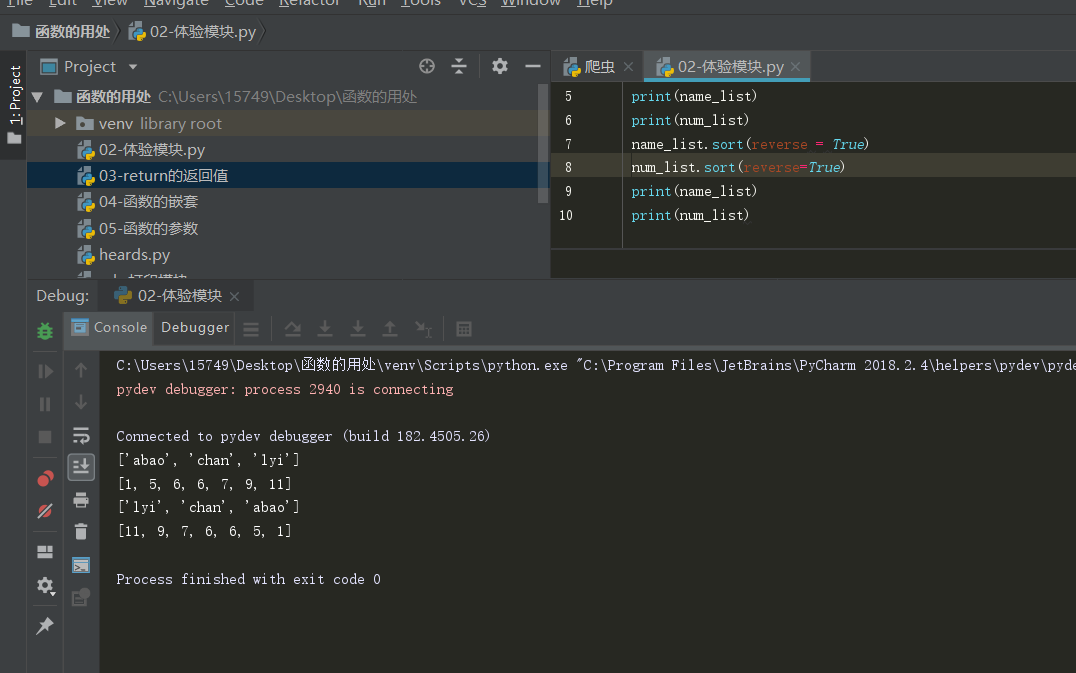 File Edit View Navigate Code Refactor Run Tools VCS Window Help
函数的用处 02-体验模块.py
1: Project
Project
函数的用处 C:\Users\15749\Desktop\函数的用处
venv library root
02-体验模块.py
03-return的返回值
04-函数的嵌套
05-函数的参数
heards.py
爬虫 02-体验模块.py
5 print(name_list)
6 print(num_list)
7 name_list.sort(reverse = True)
8 num_list.sort(reverse=True)
9 print(name_list)
10 print(num_list)
Debug: 02-体验模块
Console Debugger
C:\Users\15749\Desktop\函数的用处\venv\Scripts\python.exe "C:\Program Files\JetBrains\PyCharm 2018.2.4\helpers\pydev\pyde
pydev debugger: process 2940 is connecting
Connected to pydev debugger (build 182.4505.26)
['abao', 'chan', 'lyi']
[1, 5, 6, 6, 7, 9, 11]
['lyi', 'chan', 'abao']
[11, 9, 7, 6, 6, 5, 1]
Process finished with exit code 0